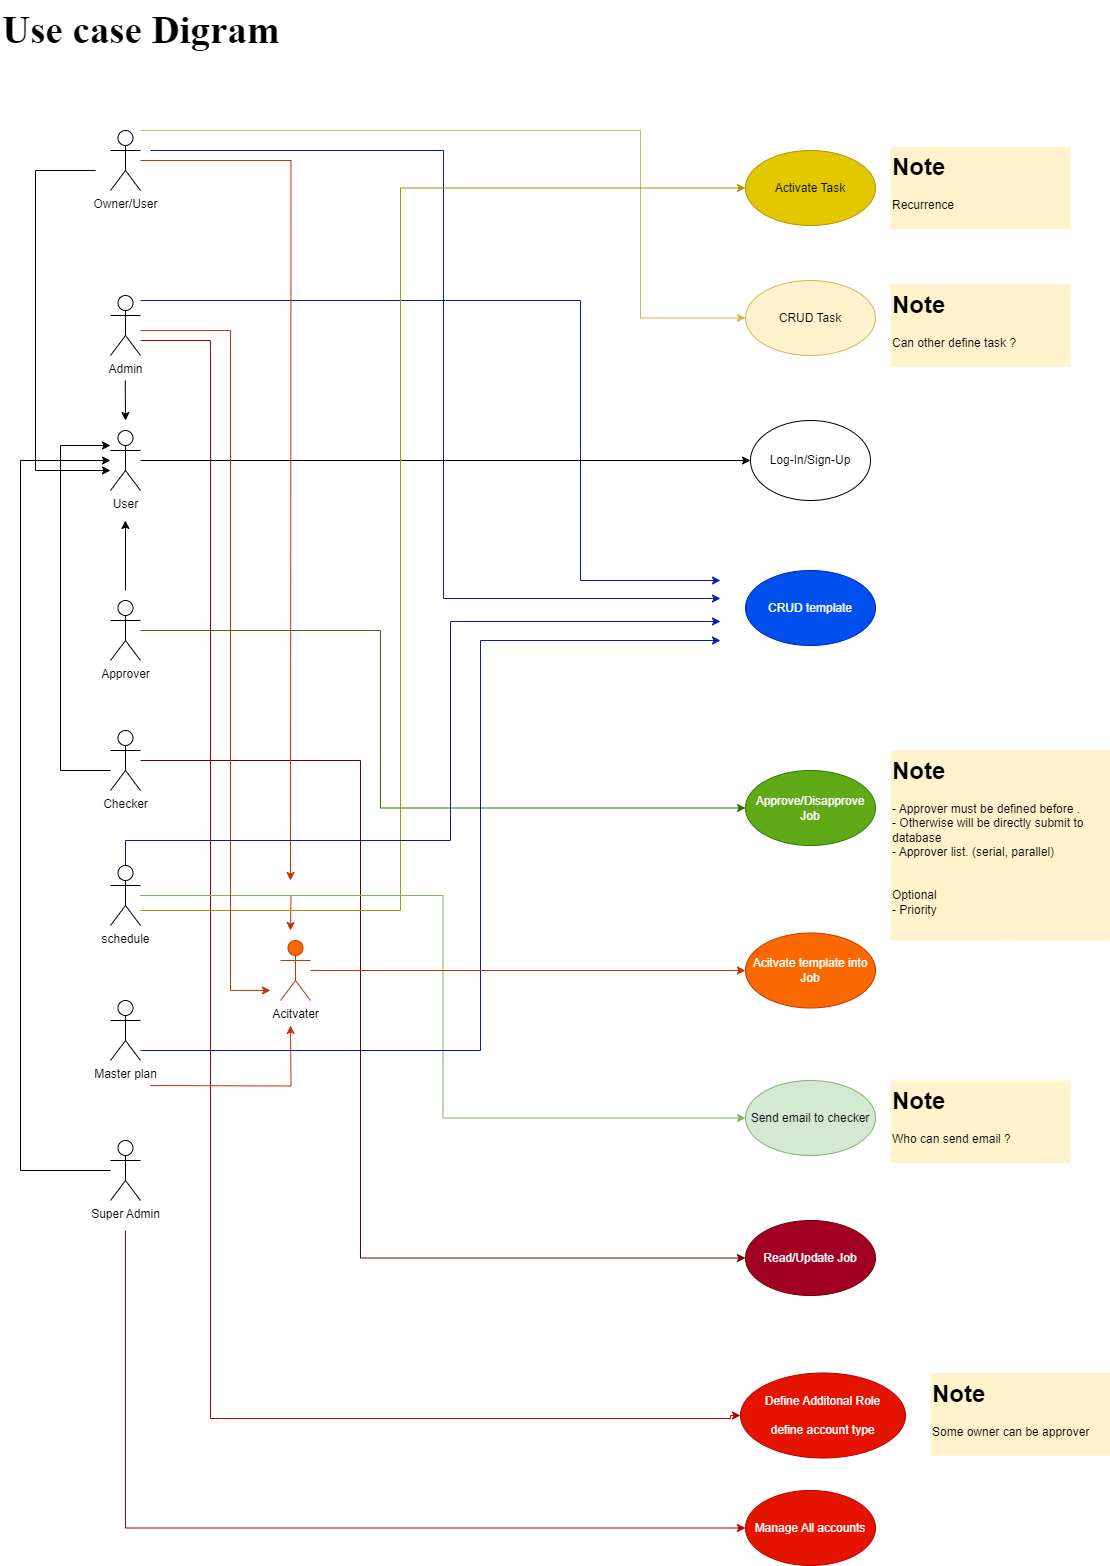 Use case Digram
Owner/User
Activate Task
Note
Recurrence
Admin
CRUD Task
Note
Can other define task ?
User
Log-In/Sign-Up
CRUD template
Approver
Checker
Approve/Disapprove
Job
Note
- Approver must be defined before .
- Otherwise will be directly submit to
database
- Approver list. (serial, parallel)
Optional
- Priority
schedule
Acitvater
Acitvate template into
Job
Master plan
Send email to checker
Note
Who can send email ?
Super Admin
Read/Update Job
Define Additonal Role
define account type
Note
Some owner can be approver
Manage All accounts